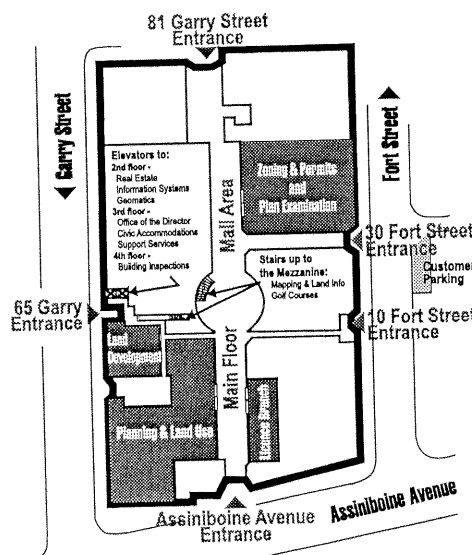 81 Garry Street
Entrance
Garry Street
Fort Street
Elevators to:
2nd floor -
Real Estate
Information Systems
Geomatics
3rd floor -
Office of the Director
Civic Accommodations
Support Services
4th floor -
Building Inspections
Zoning & Permits
and
Plan Examination
Mall Area
30 Fort Street
Entrance
Customer
Parking
Stairs up to
the Mezzanine:
Mapping & Land Info
Golf Courses
65 Garry
Entrance
10 Fort Street
Entrance
Land
Development
Main Floor
Planning & Land Use
Licence Branch
Assiniboine Avenue
Entrance
Assiniboine Avenue